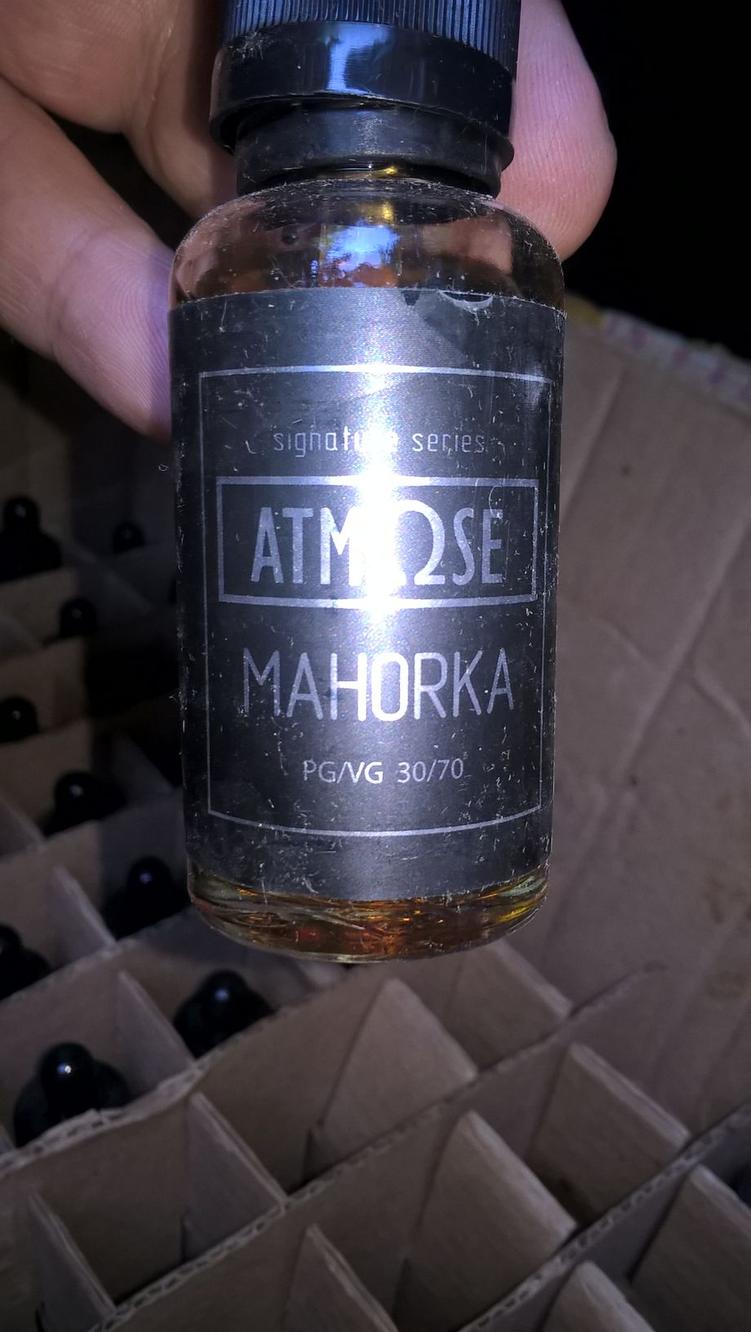 signature series
ATMΩSE
MAHORKA
PG/VG 30/70